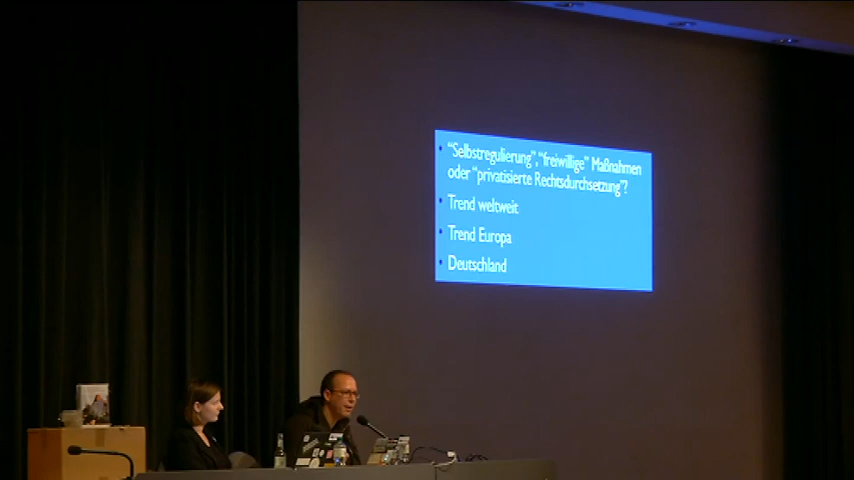 • "Selbstregulierung", "freiwillige" Maßnahmen
oder "privatisierte Rechtsdurchsetzung"?
• Trend weltweit
• Trend Europa
• Deutschland